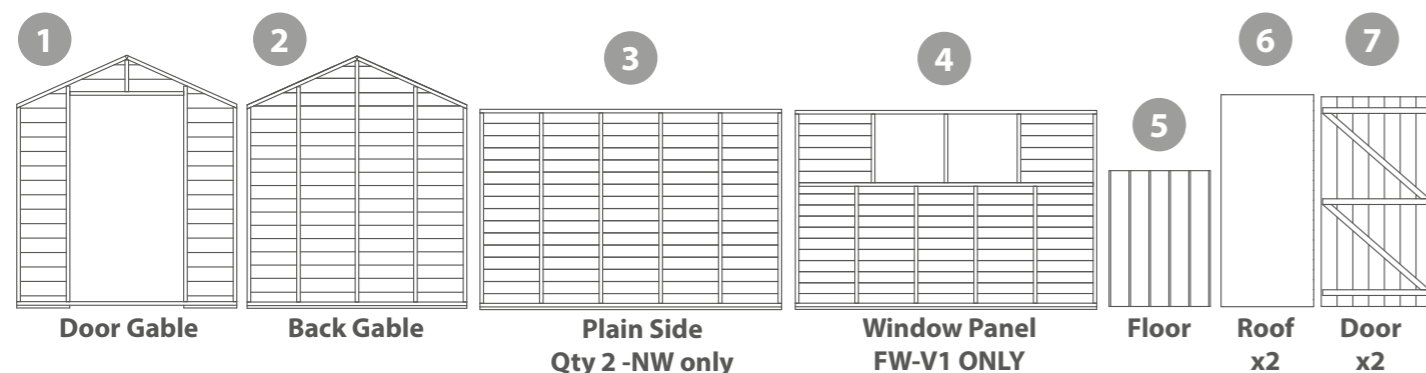 1
2
3
4
5
6
7
Door Gable
Back Gable
Plain Side
Qty 2 -NW only
Window Panel
FW-V1 ONLY
Floor
Roof
x2
Door
x2